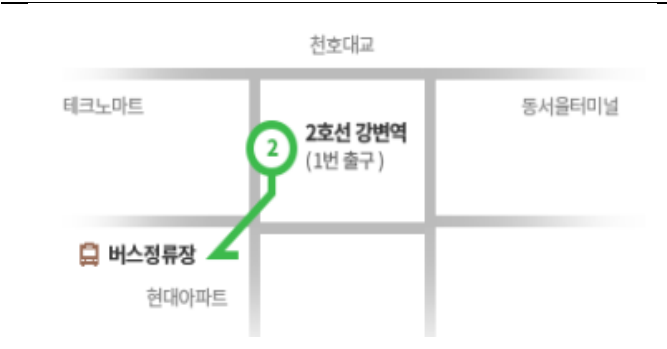 천호대교
테크노마트
동서울터미널
2
2호선 강변역
(1번 출구)
버스정류장
현대아파트